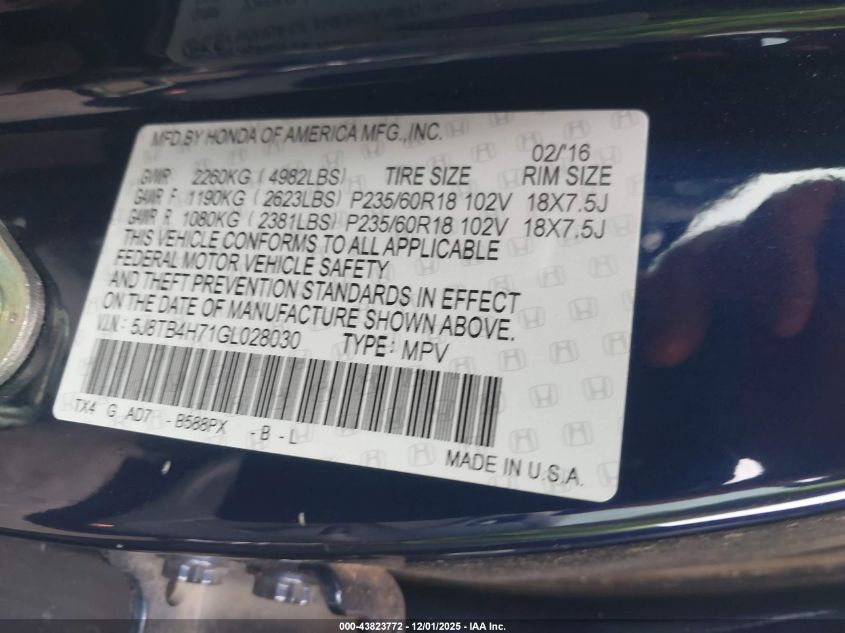 MFD.BY HONDA OF AMERICA MFG.,INC.
02/'16
GVWR 2260KG (4982LBS) TIRE SIZE RIM SIZE
GAWR F 1190KG (2623LBS) P235/60R18 102V 18X7.5J
GAWR R 1080KG (2381LBS) P235/60R18 102V 18X7.5J
THIS VEHICLE CONFORMS TO ALL APPLICABLE
FEDERAL MOTOR VEHICLE SAFETY
AND THEFT PREVENTION STANDARDS IN EFFECT
ON THE DATE OF MANUFACTURE SHOWN ABOVE.
V.I.N.: 5J8TB4H71GL028030 TYPE: MPV
TX4 G AD7 - B588PX - B - L
MADE IN U.S.A.
000-43823772 - 12/01/2025 - IAA Inc.